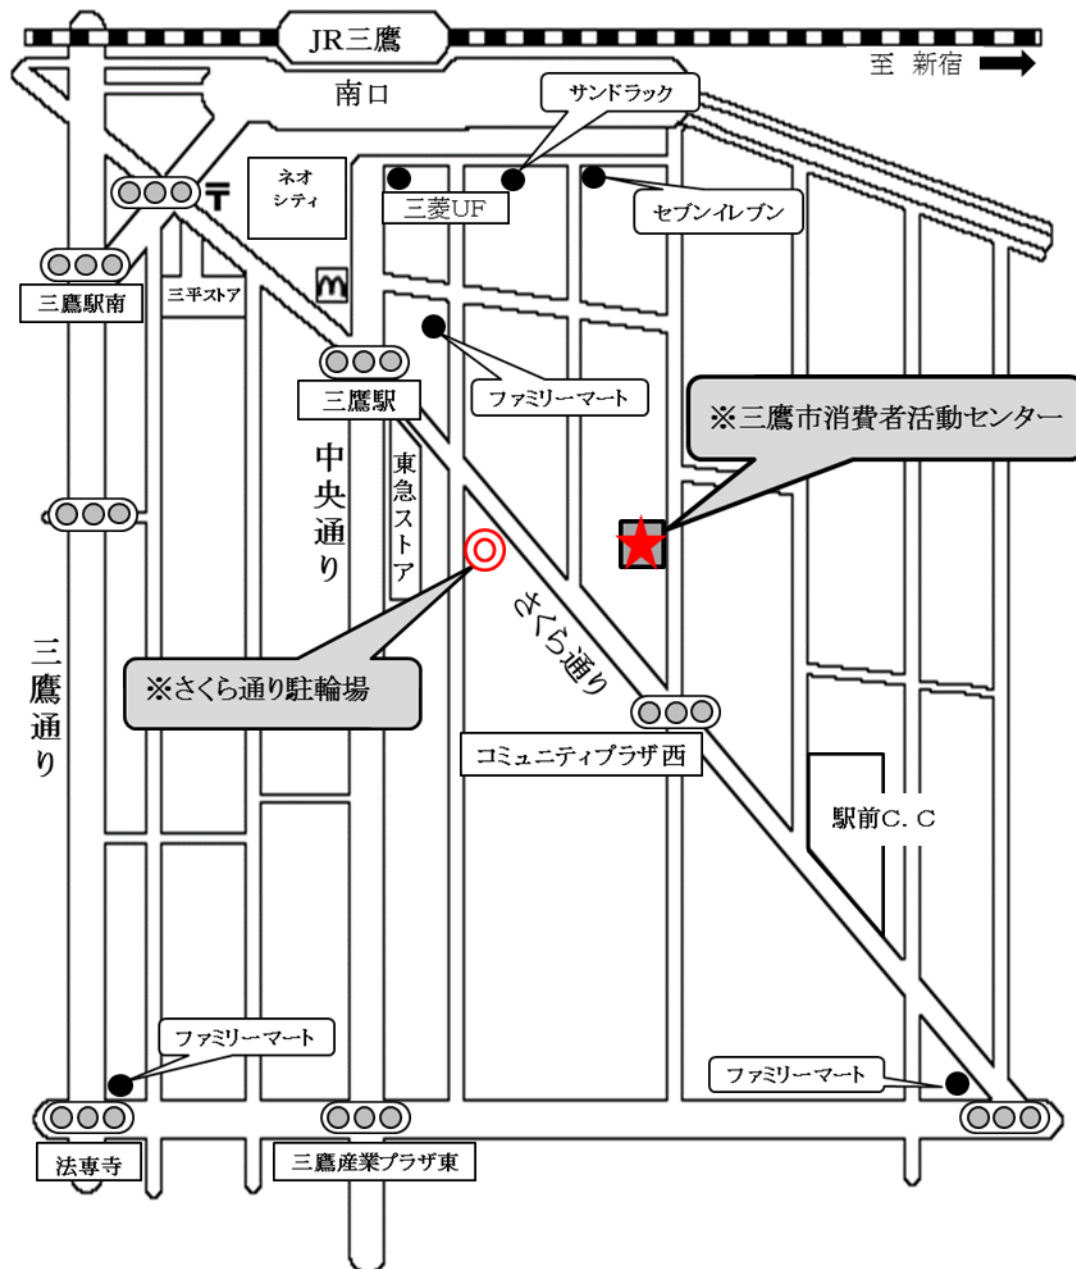 JR三鷹
至 新宿
南口
サンドラック
ネオ
シティ
三菱UF
セブンイレブン
三鷹駅南
三平ストア
ファミリーマート
三鷹駅
※三鷹市消費者活動センター
中央通り
東急ストア
さくら通り
三鷹通り
※さくら通り駐輪場
コミュニティプラザ西
駅前C.C
ファミリーマート
ファミリーマート
法専寺
三鷹産業プラザ東